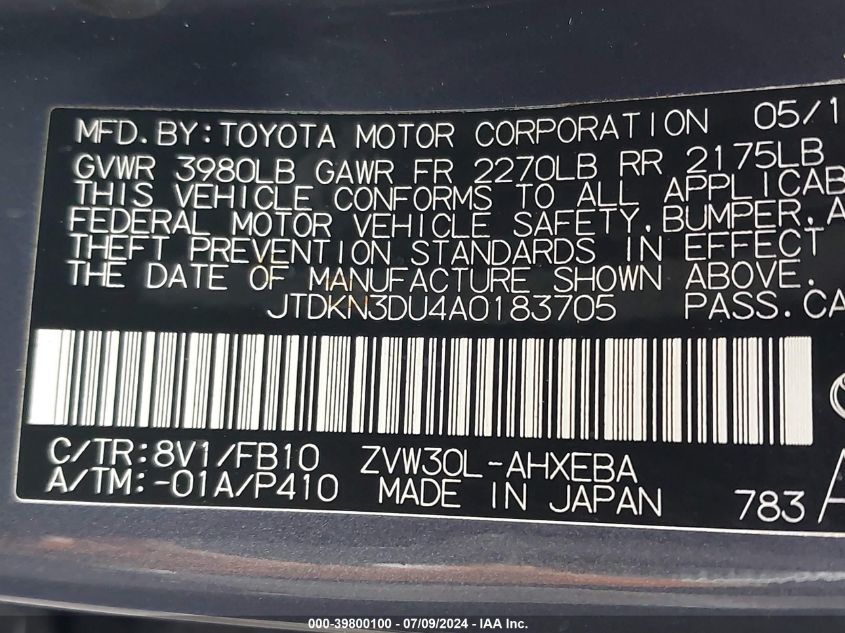 MFD. BY: TOYOTA MOTOR CORPORATION 05/1
GVWR 3980LB GAWR FR 2270LB RR 2175LB
THIS VEHICLE CONFORMS TO ALL APPLICAB
FEDERAL MOTOR VEHICLE SAFETY, BUMPER, A
THEFT PREVENTION STANDARDS IN EFFECT
THE DATE OF MANUFACTURE SHOWN ABOVE.
JTDKN3DU4A0183705 PASS. CA
C/TR: 8V1/FB10 ZVW30L-AHXEBA
A/TM: -01A/P410 MADE IN JAPAN 783 A
000-39800100 - 07/09/2024 - IAA Inc.